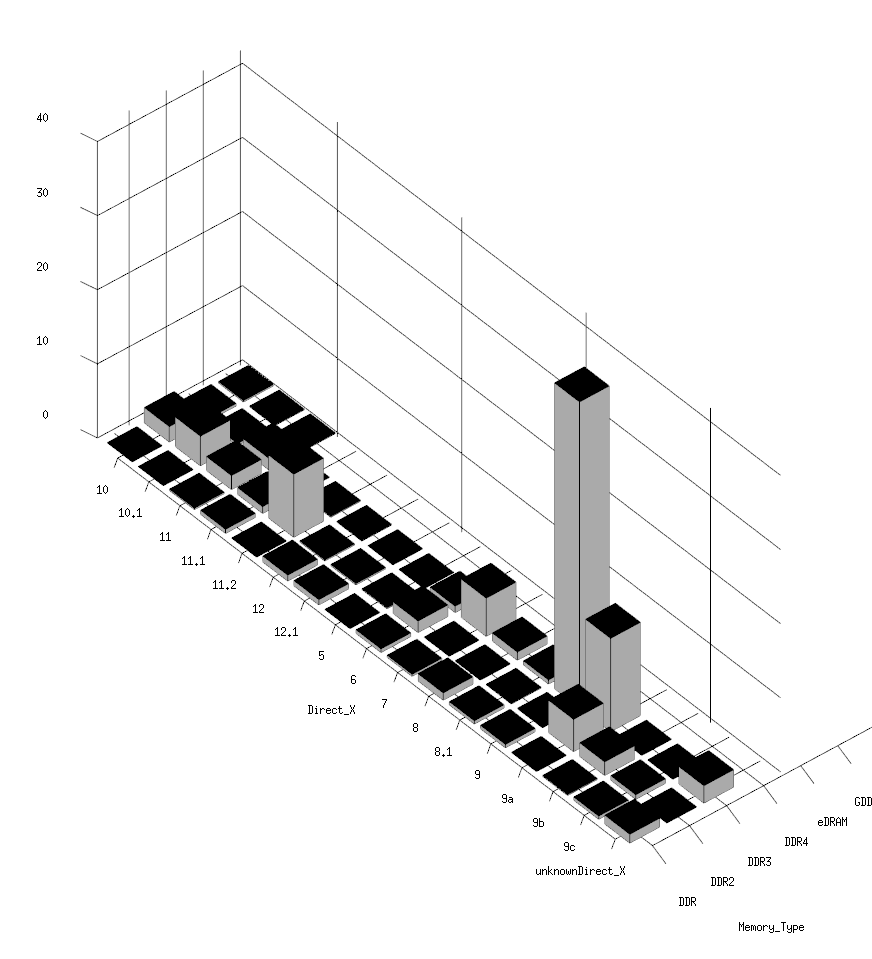 40
30
20
10
0
10
10.1
11
11.1
11.2
12
12.1
5
6
7
8
8.1
9
9a
9b
9c
unknownDirect_X
Direct_X
DDR
DDR2
DDR3
DDR4
eDRAM
GDD
Memory_Type